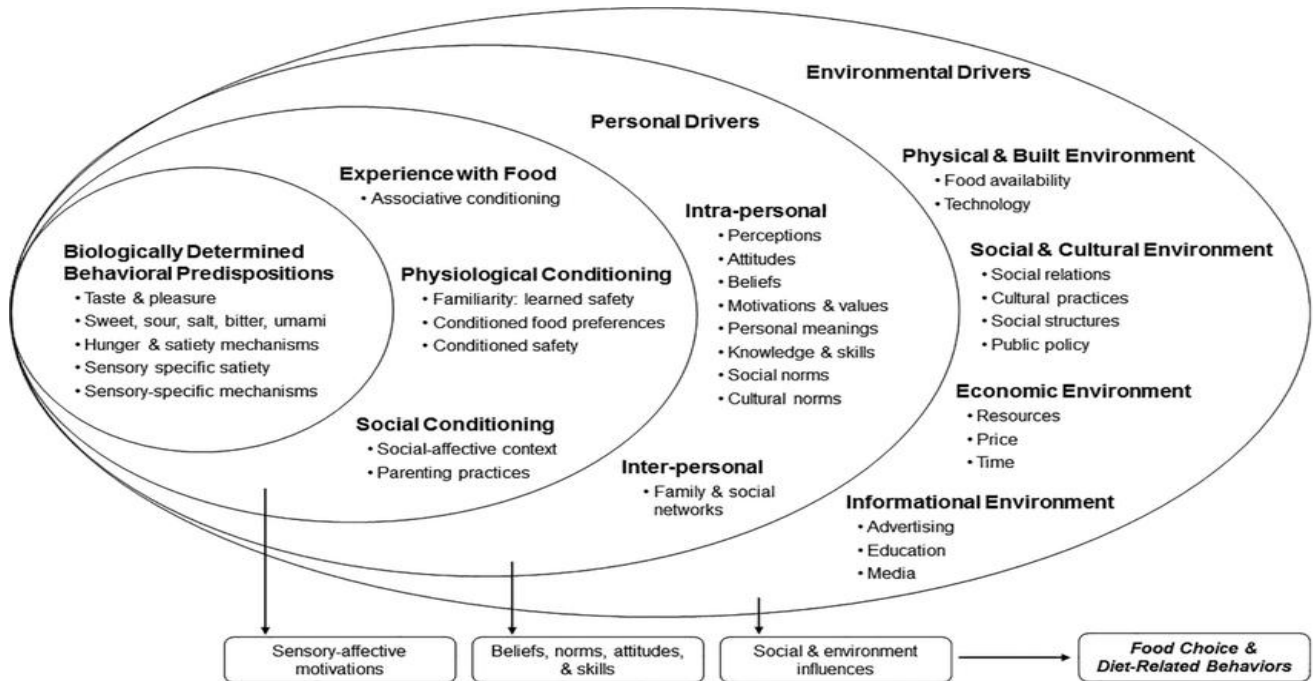 Environmental Drivers
Personal Drivers
Physical & Built Environment
• Food availability
• Technology
Experience with Food
• Associative conditioning
Intra-personal
• Perceptions
• Attitudes
• Beliefs
• Motivations & values
• Personal meanings
• Knowledge & skills
• Social norms
• Cultural norms
Biologically Determined
Behavioral Predispositions
• Taste & pleasure
• Sweet, sour, salt, bitter, umami
• Hunger & satiety mechanisms
• Sensory specific satiety
• Sensory-specific mechanisms
Physiological Conditioning
• Familiarity: learned safety
• Conditioned food preferences
• Conditioned safety
Social & Cultural Environment
• Social relations
• Cultural practices
• Social structures
• Public policy
Economic Environment
• Resources
• Price
• Time
Social Conditioning
• Social-affective context
• Parenting practices
Inter-personal
• Family & social
networks
Informational Environment
• Advertising
• Education
• Media
Sensory-affective
motivations
Beliefs, norms, attitudes,
& skills
Social & environment
influences
Food Choice &
Diet-Related Behaviors